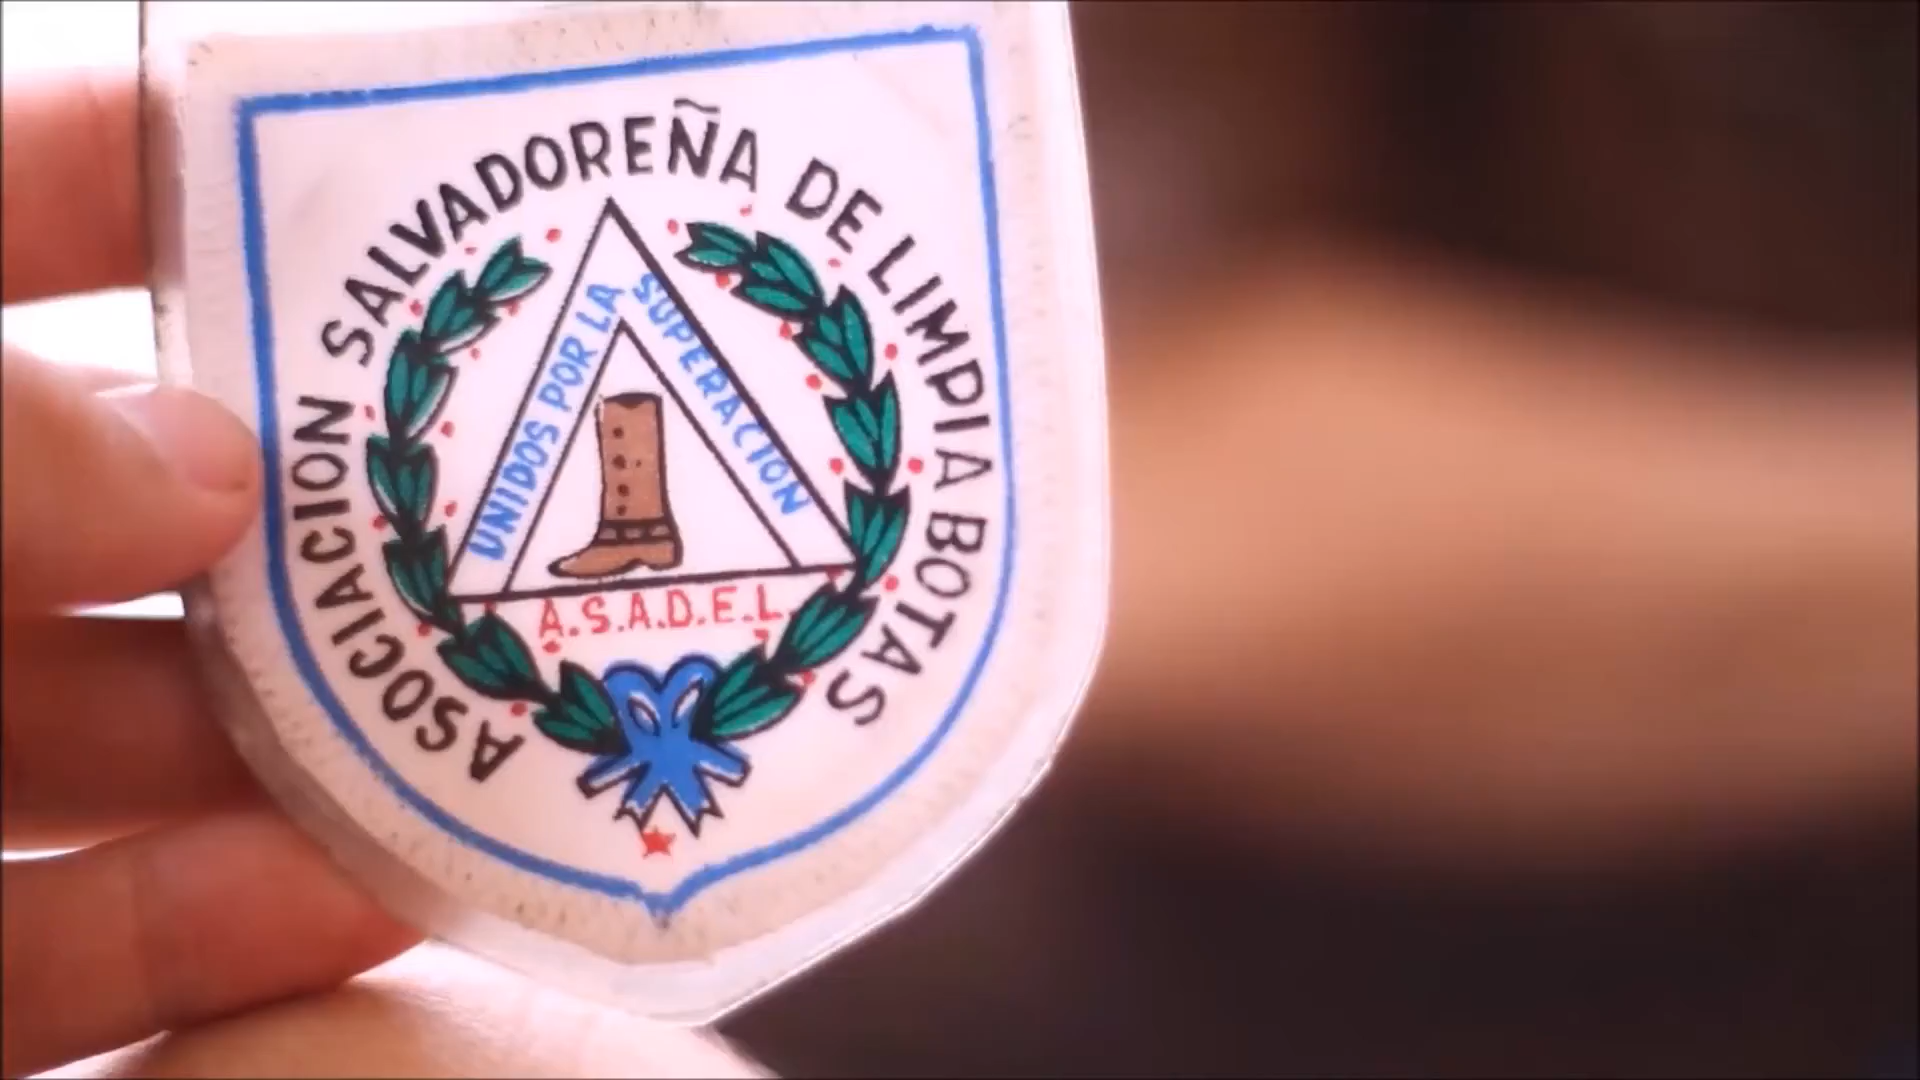 ASOCIACION SALVADOREÑA DE LIMPIA BOTAS
UNIDOS POR LA SUPERACION
A.S.A.D.E.L.